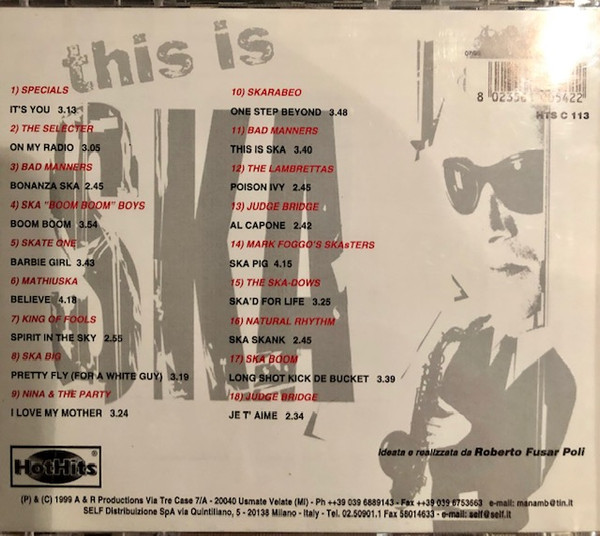 this is
SKA
1) SPECIALS
IT'S YOU 3.13
2) THE SELECTER
ON MY RADIO 3.05
3) BAD MANNERS
BONANZA SKA 2.45
4) SKA "BOOM BOOM" BOYS
BOOM BOOM 3.54
5) SKATE ONE
BARBIE GIRL 3.43
6) MATHIUSKA
BELIEVE 4.18
7) KING OF FOOLS
SPIRIT IN THE SKY 2.55
8) SKA BIG
PRETTY FLY (FOR A WHITE GUY) 3.19
9) NINA & THE PARTY
I LOVE MY MOTHER 3.24
10) SKARABEO
ONE STEP BEYOND 3.48
11) BAD MANNERS
THIS IS SKA 3.40
12) THE LAMBRETTAS
POISON IVY 2.45
13) JUDGE BRIDGE
AL CAPONE 2.42
14) MARK FOGGO'S SKAsTERS
SKA PIG 4.15
15) THE SKA-DOWS
SKA'D FOR LIFE 3.25
16) NATURAL RHYTHM
SKA SKANK 2.45
17) SKA BOOM
LONG SHOT KICK DE BUCKET 3.39
18) JUDGE BRIDGE
JE T' AIME 2.34
HTS C 113
HotHits®
ideata e realizzata da Roberto Fusar Poli
(P) & (C) 1999 A & R Productions Via Tre Case 7/A - 20040 Usmate Velate (MI) - Ph ++39 039 6889143 - Fax ++39 039 6753663 e-mail: manamb@tin.it
SELF Distribuizione SpA via Quintiliano, 5 - 20138 Milano - Italy - Tel. 02.50901.1 Fax 58014633 - e-mail: self@self.it